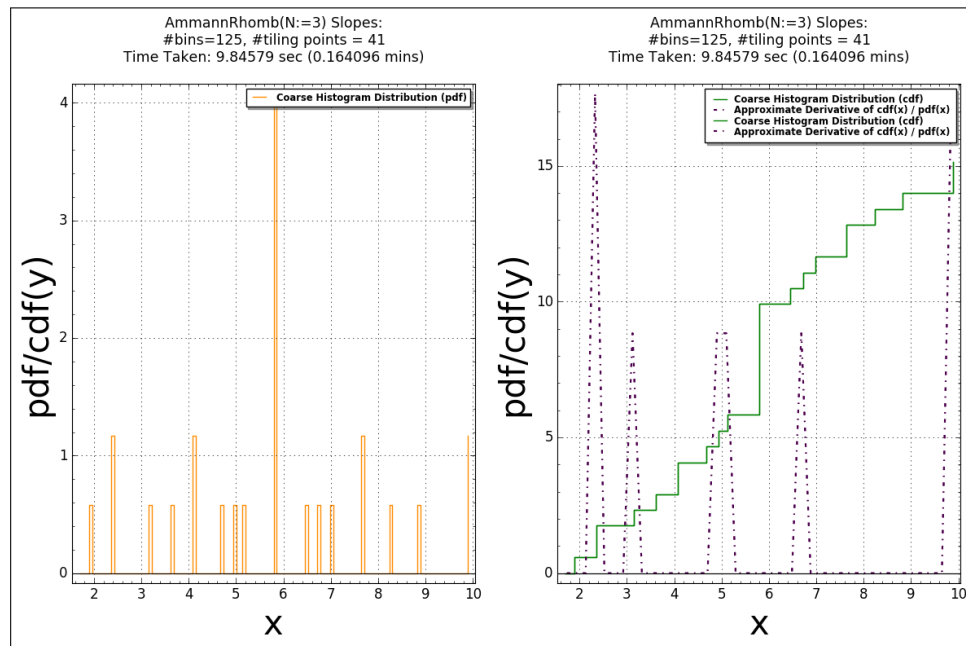 AmmannRhomb(N:=3) Slopes:
#bins=125, #tiling points = 41
Time Taken: 9.84579 sec (0.164096 mins)
Coarse Histogram Distribution (pdf)
pdf/cdf(y)
4
3
2
1
0
2 3 4 5 6 7 8 9 10
x
AmmannRhomb(N:=3) Slopes:
#bins=125, #tiling points = 41
Time Taken: 9.84579 sec (0.164096 mins)
Coarse Histogram Distribution (cdf)
Approximate Derivative of cdf(x) / pdf(x)
Coarse Histogram Distribution (cdf)
Approximate Derivative of cdf(x) / pdf(x)
pdf/cdf(y)
15
10
5
0
2 3 4 5 6 7 8 9 10
x